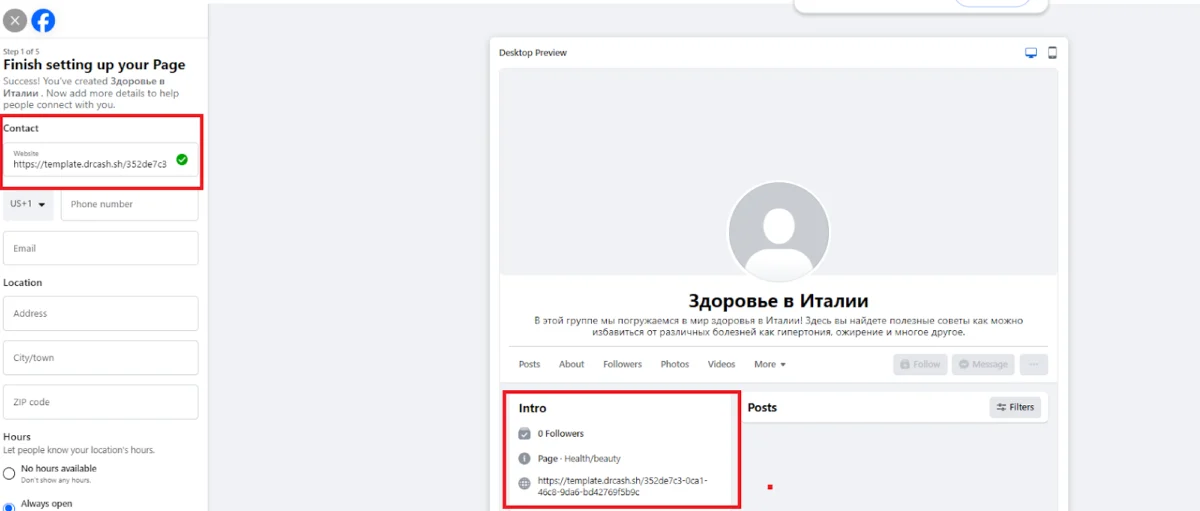 Step 1 of 5
Finish setting up your Page
Success! You've created Здоровье в
Италии . Now add more details to help
people connect with you.
Contact
Website
https://template.drcash.sh/352de7c3
US+1
Phone number
Email
Location
Address
City/town
ZIP code
Hours
Let people know your location's hours.
No hours available
Don't show any hours.
Always open
Desktop Preview
Здоровье в Италии
В этой группе мы погружаемся в мир здоровья в Италии! Здесь вы найдете полезные советы как можно
избавиться от различных болезней как гипертония, ожирение и многое другое.
Posts About Followers Photos Videos More
Follow Message
Intro
0 Followers
Page · Health/beauty
https://template.drcash.sh/352de7c3-0ca1-
46c8-9da6-bd42769f5b9c
Posts
Filters